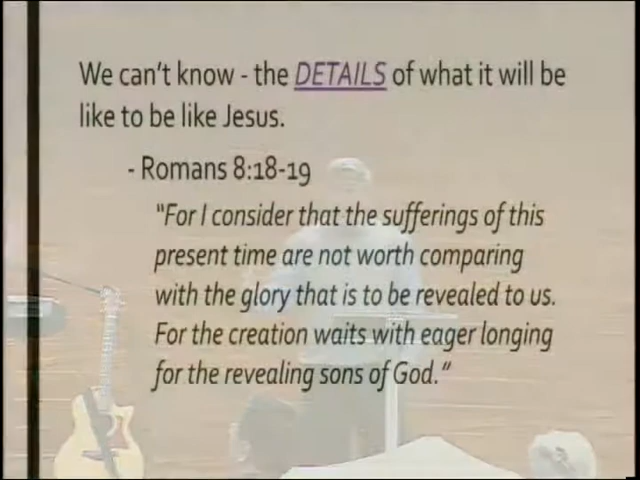 We can't know - the DETAILS of what it will be
like to be like Jesus.
- Romans 8:18-19
"For I consider that the sufferings of this
present time are not worth comparing
with the glory that is to be revealed to us.
For the creation waits with eager longing
for the revealing sons of God."